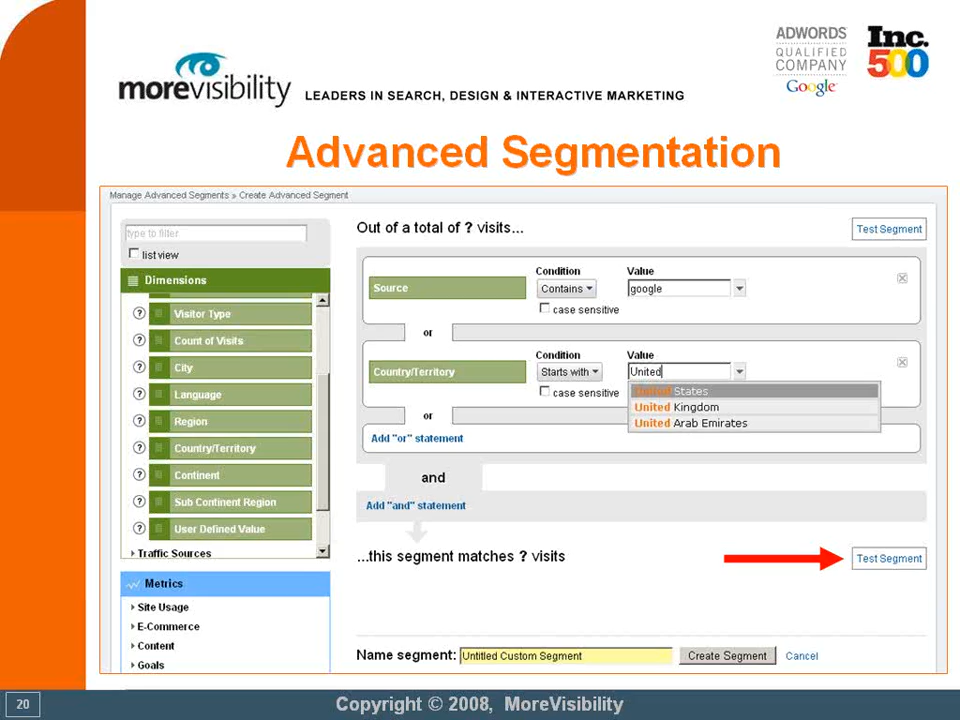 ADWORDS
QUALIFIED
COMPANY
Google
Inc.
500
morevisibility LEADERS IN SEARCH, DESIGN & INTERACTIVE MARKETING
Advanced Segmentation
Manage Advanced Segments » Create Advanced Segment
type to filter
list view
Dimensions
Visitor Type
Count of Visits
City
Language
Region
Country/Territory
Continent
Sub Continent Region
User Defined Value
Traffic Sources
Metrics
Site Usage
E-Commerce
Content
Goals
Out of a total of ? visits...
Test Segment
Condition Value
Source Contains google
case sensitive
or
Condition Value
Country/Territory Starts with United
case sensitive
United States
United Kingdom
United Arab Emirates
or
Add "or" statement
and
Add "and" statement
...this segment matches ? visits
Test Segment
Name segment: Untitled Custom Segment Create Segment Cancel
20
Copyright © 2008, MoreVisibility